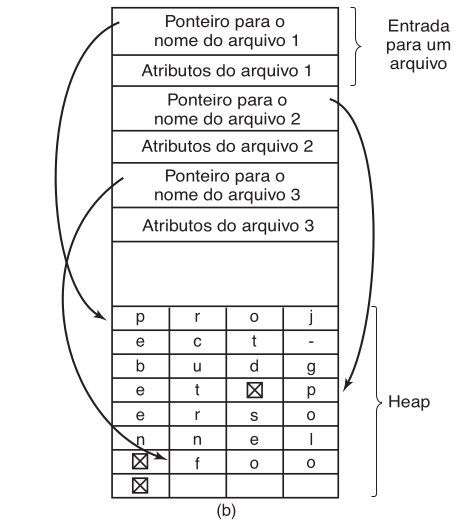 Ponteiro para o
nome do arquivo 1
Atributos do arquivo 1
Ponteiro para o
nome do arquivo 2
Atributos do arquivo 2
Ponteiro para o
nome do arquivo 3
Atributos do arquivo 3
Entrada
para um
arquivo
p r o j
e c t -
b u d g
e t ☒ p
e r s o
n n e l
☒ f o o
☒
Heap
(b)